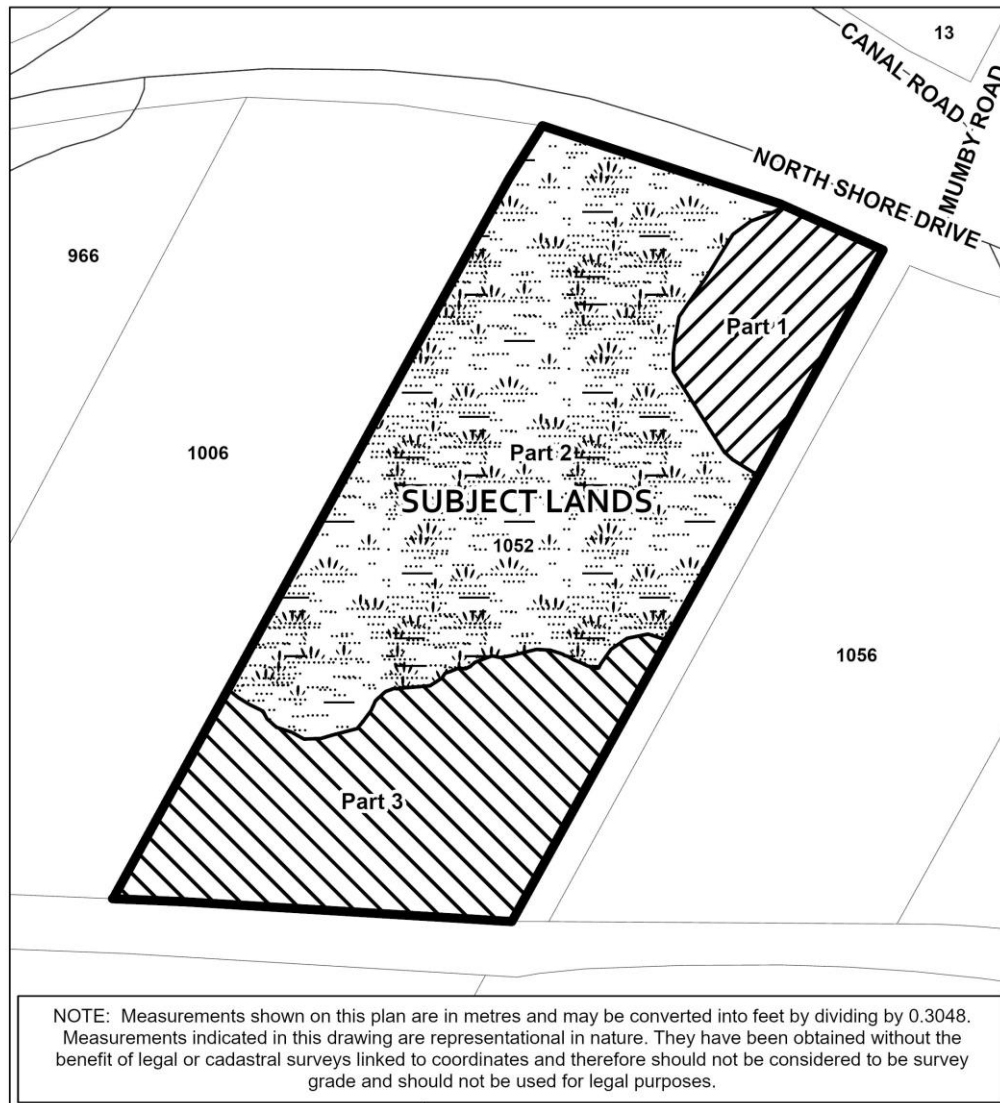 13
CANAL ROAD
MUMBY ROAD
NORTH SHORE DRIVE
966
Part 1
1006
Part 2
SUBJECT LANDS
1052
1056
Part 3
NOTE: Measurements shown on this plan are in metres and may be converted into feet by dividing by 0.3048.
Measurements indicated in this drawing are representational in nature. They have been obtained without the
benefit of legal or cadastral surveys linked to coordinates and therefore should not be considered to be survey
grade and should not be used for legal purposes.